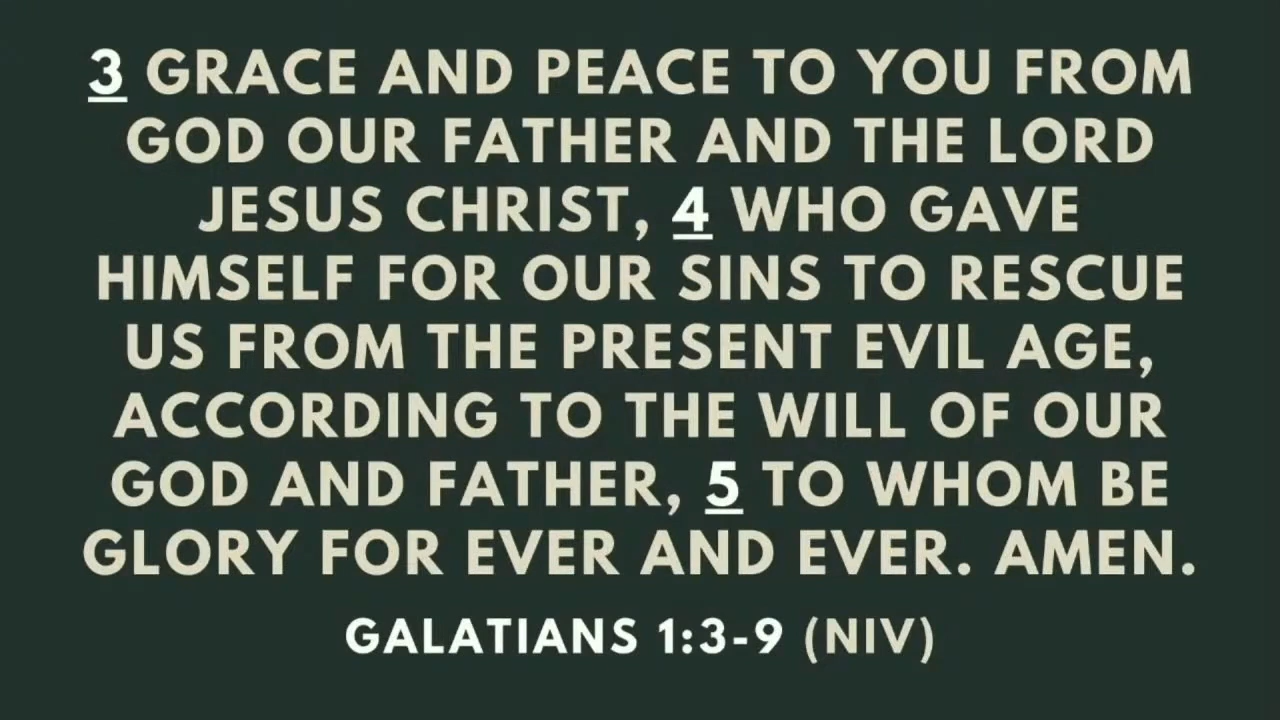 3 GRACE AND PEACE TO YOU FROM
GOD OUR FATHER AND THE LORD
JESUS CHRIST, 4 WHO GAVE
HIMSELF FOR OUR SINS TO RESCUE
US FROM THE PRESENT EVIL AGE,
ACCORDING TO THE WILL OF OUR
GOD AND FATHER, 5 TO WHOM BE
GLORY FOR EVER AND EVER. AMEN.
GALATIANS 1:3-9 (NIV)